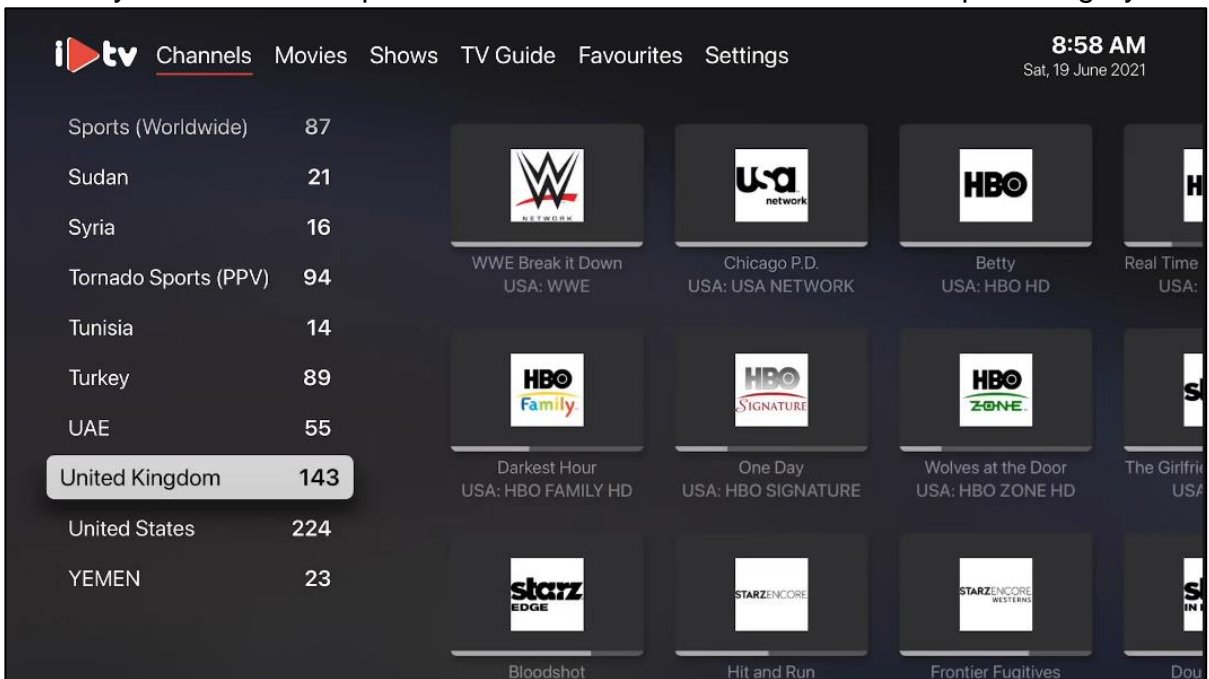 i tv Channels Movies Shows TV Guide Favourites Settings 8:58 AM
Sat, 19 June 2021
Sports (Worldwide) 87
Sudan 21
Syria 16
Tornado Sports (PPV) 94
Tunisia 14
Turkey 89
UAE 55
United Kingdom 143
United States 224
YEMEN 23
W
NETWORK
USA
network
HBO
H
WWE Break it Down
USA: WWE
Chicago P.D.
USA: USA NETWORK
Betty
USA: HBO HD
Real Time
USA:
HBO
Family
HBO
SIGNATURE
HBO
ZONE
Darkest Hour
USA: HBO FAMILY HD
One Day
USA: HBO SIGNATURE
Wolves at the Door
USA: HBO ZONE HD
The Girlfrie
USA
starz
EDGE
STARZENCORE
STARZENCORE
WESTERNS
IN
Bloodshot
Hit and Run
Frontier Fugitives
Dou